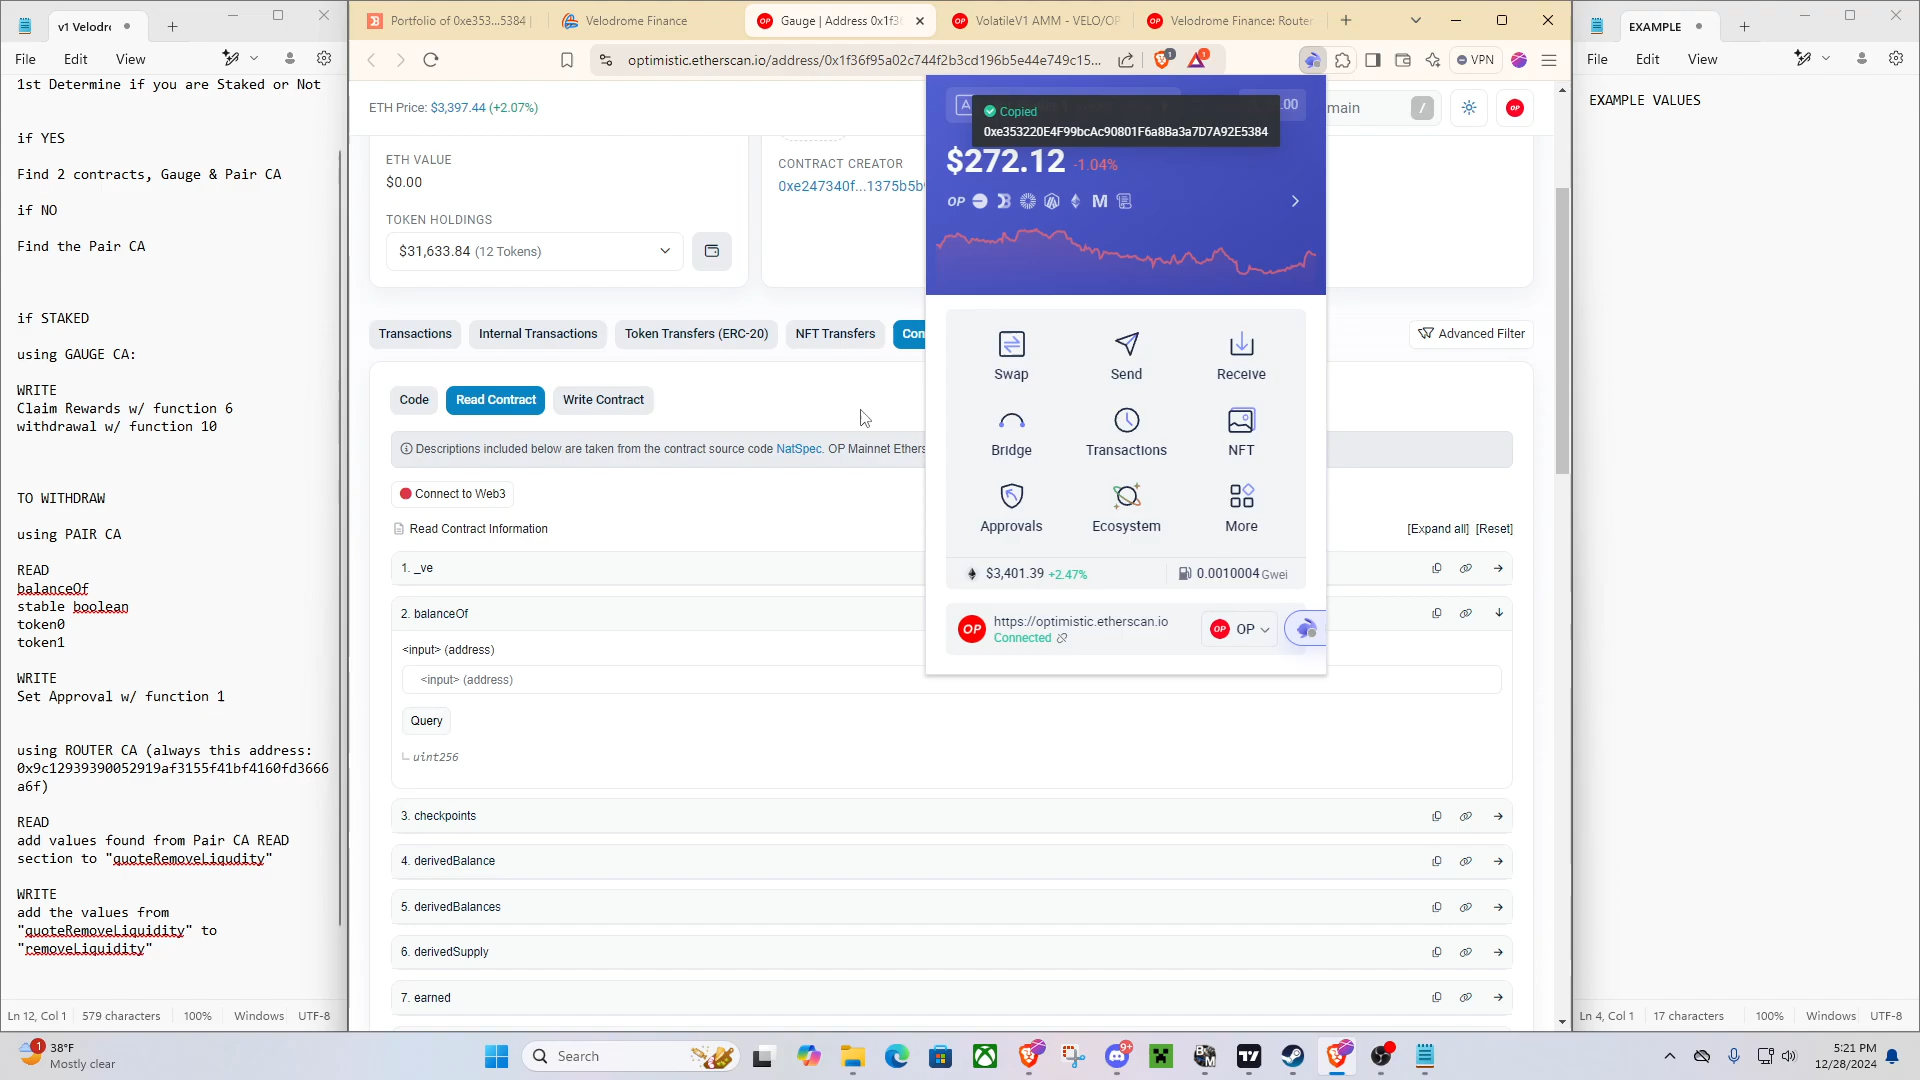 v1 Velodr
File
Edit
View
1st Determine if you are Staked or Not
if YES
Find 2 contracts, Gauge & Pair CA
if NO
Find the Pair CA
if STAKED
using GAUGE CA:
WRITE
Claim Rewards w/ function 6
withdrawal w/ function 10
TO WITHDRAW
using PAIR CA
READ
balanceOf
stable boolean
token0
token1
WRITE
Set Approval w/ function 1
using ROUTER CA (always this address:
0x9c12939390052919af3155f41bf4160fd3666
a6f)
READ
add values found from Pair CA READ
section to "quoteRemoveLiqudity"
WRITE
add the values from
"quoteRemoveLiquidity" to
"removeLiquidity"
Ln 12, Col 1
579 characters
100%
Windows
UTF-8
Portfolio of 0xe353...5384
Velodrome Finance
Gauge | Address 0x1f3
VolatileV1 AMM - VELO/OP
Velodrome Finance: Router
optimistic.etherscan.io/address/0x1f36f95a02c744f2b3cd196b5e44e749c15...
1
1
VPN
ETH Price: $3,397.44 (+2.07%)
main
/
ETH VALUE
$0.00
TOKEN HOLDINGS
$31,633.84 (12 Tokens)
CONTRACT CREATOR
0xe247340f...1375b5b
Transactions
Internal Transactions
Token Transfers (ERC-20)
NFT Transfers
Con
Advanced Filter
Code
Read Contract
Write Contract
Descriptions included below are taken from the contract source code NatSpec. OP Mainnet Ethers
Connect to Web3
Read Contract Information
[Expand all]
[Reset]
1. _ve
2. balanceOf
<input> (address)
<input> (address)
Query
uint256
3. checkpoints
4. derivedBalance
5. derivedBalances
6. derivedSupply
7. earned
A
.00
Copied
0xe353220E4F99bcAc90801F6a8Ba3a7D7A92E5384
$272.12 -1.04%
OP
M
Swap
Send
Receive
Bridge
Transactions
NFT
Approvals
Ecosystem
More
$3,401.39 +2.47%
0.0010004 Gwei
OP
https://optimistic.etherscan.io
Connected
OP
OP
EXAMPLE
File
Edit
View
EXAMPLE VALUES
Ln 4, Col 1
17 characters
100%
Windows
UTF-8
1
38°F
Mostly clear
Search
9+
5:21 PM
12/28/2024